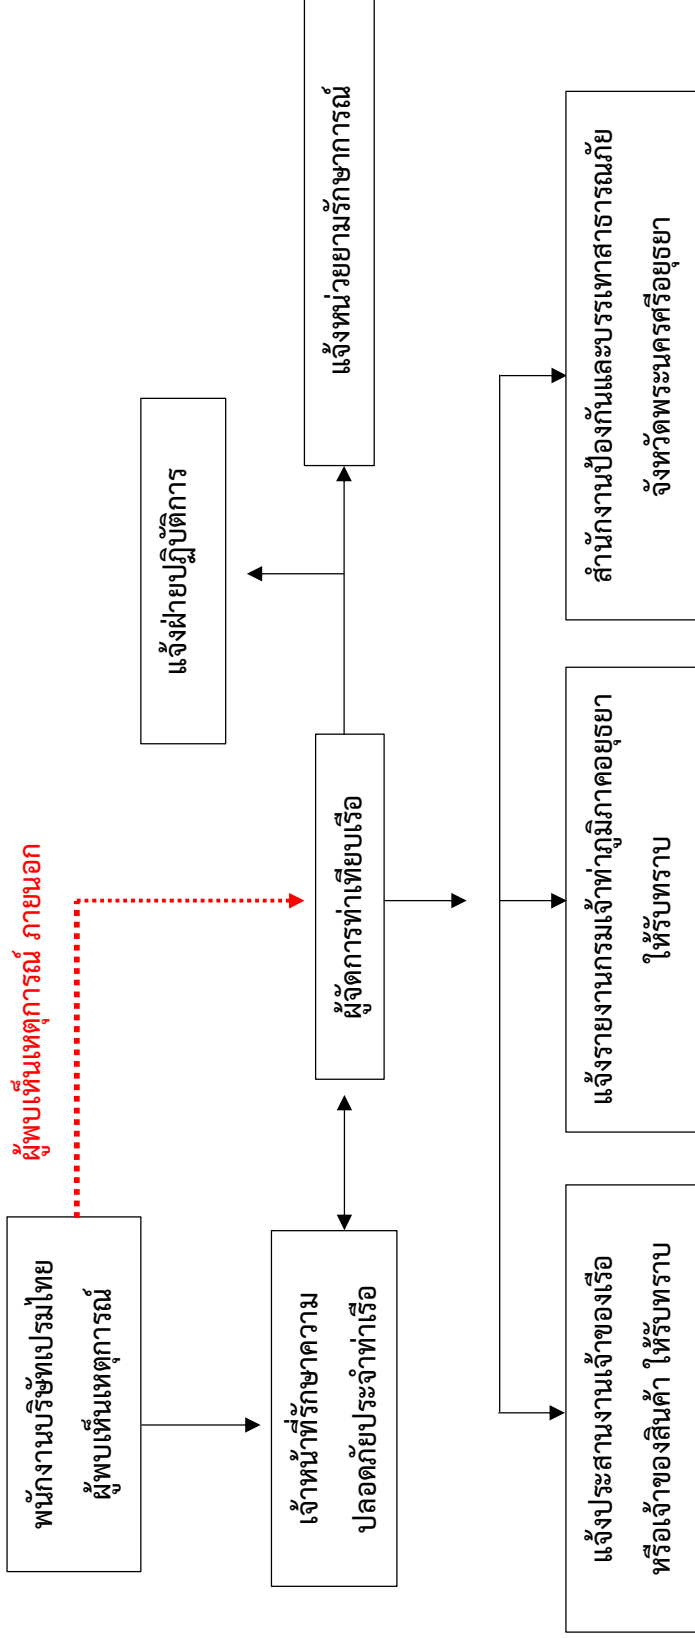 พนักงานบริษัทเปรมไทย
ผู้พบเห็นเหตุการณ์
ผู้พบเห็นเหตุการณ์ ภายนอก
แจ้งฝ่ายปฏิบัติการ
เจ้าหน้าที่รักษาความ
ปลอดภัยประจำท่าเรือ
ผู้จัดการท่าเทียบเรือ
แจ้งหน่วยยามรักษาการณ์
แจ้งประสานงานเจ้าของเรือ
หรือเจ้าของสินค้า ให้รับทราบ
แจ้งรายงานกรมเจ้าท่าภูมิภาคอยุธยา
ให้รับทราบ
สำนักงานป้องกันและบรรเทาสาธารณภัย
จังหวัดพระนครศรีอยุธยา